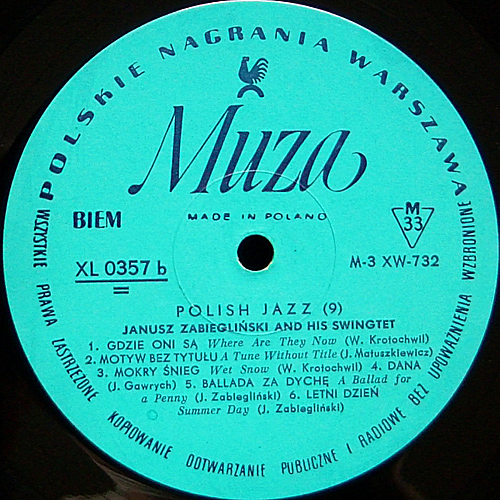 POLSKIE NAGRANIA WARSZAWA
Muza
MADE IN POLAND
BIEM
M
33
XL 0357 b
M-3 XW-732
POLISH JAZZ (9)
JANUSZ ZABIEGLIŃSKI AND HIS SWINGTET
1. GDZIE ONI SĄ Where Are They Now (W. Krotochwil)
2. MOTYW BEZ TYTUŁU A Tune Without Title (J. Matuszkiewicz)
3. MOKRY ŚNIEG Wet Snow (W. Krotochwil) 4. DANA
(J. Gawrych) 5. BALLADA ZA DYCHĘ A Ballad for
a Penny (J. Zabiegliński) 6. LETNI DZIEŃ
Summer Day (J. Zabiegliński)
WSZYSTKIE PRAWA ZASTRZEŻONE KOPIOWANIE ODTWARZANIE PUBLICZNE I RADIOWE BEZ UPOWAŻNIENIA WZBRONIONE